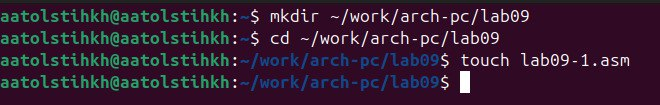 aatolstihkh@aatolstihkh:~$ mkdir ~/work/arch-pc/lab09
aatolstihkh@aatolstihkh:~$ cd ~/work/arch-pc/lab09
aatolstihkh@aatolstihkh:~/work/arch-pc/lab09$ touch lab09-1.asm
aatolstihkh@aatolstihkh:~/work/arch-pc/lab09$